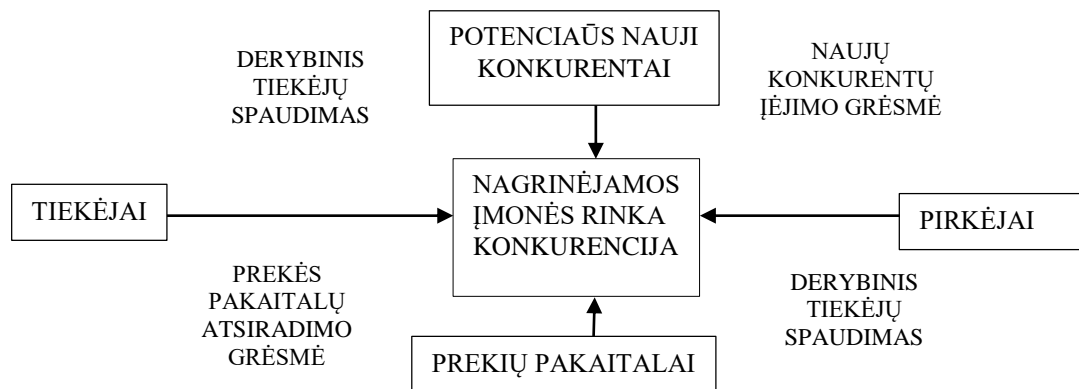 POTENCIAŪS NAUJI
KONKURENTAI
DERYBINIS
TIEKĖJŲ
SPAUDIMAS
NAUJŲ
KONKURENTŲ
ĮĖJIMO GRĖSMĖ
TIEKĖJAI
NAGRINĖJAMOS
ĮMONĖS RINKA
KONKURENCIJA
PIRKĖJAI
PREKĖS
PAKAITALŲ
ATSIRADIMO
GRĖSMĖ
DERYBINIS
TIEKĖJŲ
SPAUDIMAS
PREKIŲ PAKAITALAI